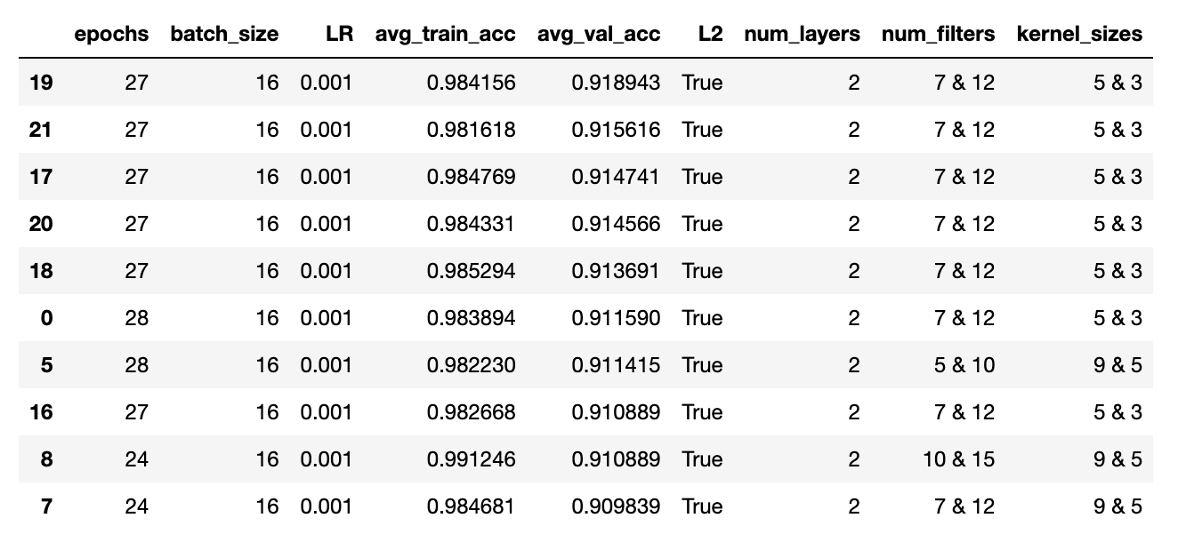 epochs batch_size LR avg_train_acc avg_val_acc L2 num_layers num_filters kernel_sizes
19 27 16 0.001 0.984156 0.918943 True 2 7 & 12 5 & 3
21 27 16 0.001 0.981618 0.915616 True 2 7 & 12 5 & 3
17 27 16 0.001 0.984769 0.914741 True 2 7 & 12 5 & 3
20 27 16 0.001 0.984331 0.914566 True 2 7 & 12 5 & 3
18 27 16 0.001 0.985294 0.913691 True 2 7 & 12 5 & 3
0 28 16 0.001 0.983894 0.911590 True 2 7 & 12 5 & 3
5 28 16 0.001 0.982230 0.911415 True 2 5 & 10 9 & 5
16 27 16 0.001 0.982668 0.910889 True 2 7 & 12 5 & 3
8 24 16 0.001 0.991246 0.910889 True 2 10 & 15 9 & 5
7 24 16 0.001 0.984681 0.909839 True 2 7 & 12 9 & 5